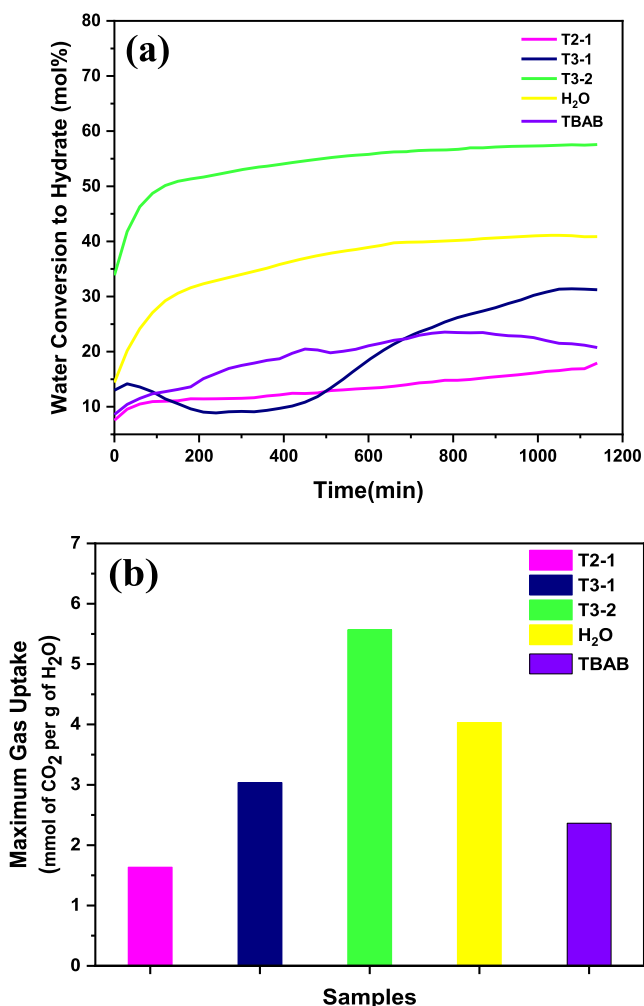 (a)
T2-1
T3-1
T3-2
H₂O
TBAB
Water Conversion to Hydrate (mol%)
80
70
60
50
40
30
20
10
0 200 400 600 800 1000 1200
Time(min)
(b)
T2-1
T3-1
T3-2
H₂O
TBAB
Maximum Gas Uptake
(mmol of CO₂ per g of H₂O)
7
6
5
4
3
2
1
0
Samples